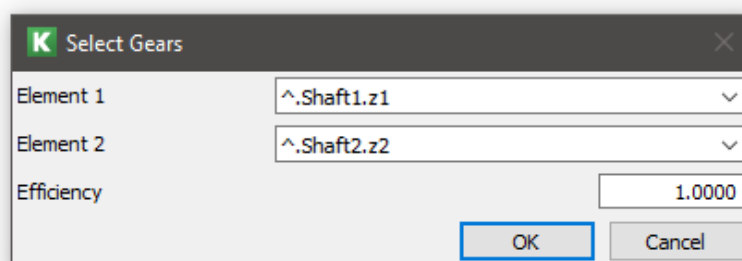 K Select Gears
Element 1 ^.Shaft1.z1
Element 2 ^.Shaft2.z2
Efficiency 1.0000
OK Cancel